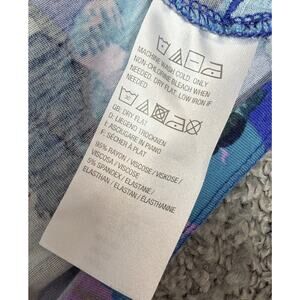 MACHINE WASH COLD. ONLY
NON-CHLORINE BLEACH WHEN
NEEDED. DRY FLAT. LOW IRON IF
NEEDED.
GB: DRY FLAT
D: LIEGEND TROCKNEN
I: ASCIUGARE IN PIANO
F: SÉCHER À PLAT
95% RAYON / VISCOSE / VISKOSE /
VISCOSA / VISCOSE
5% SPANDEX / ELASTANE /
ELASTHAN / ELASTAN / ÉLASTHANNE